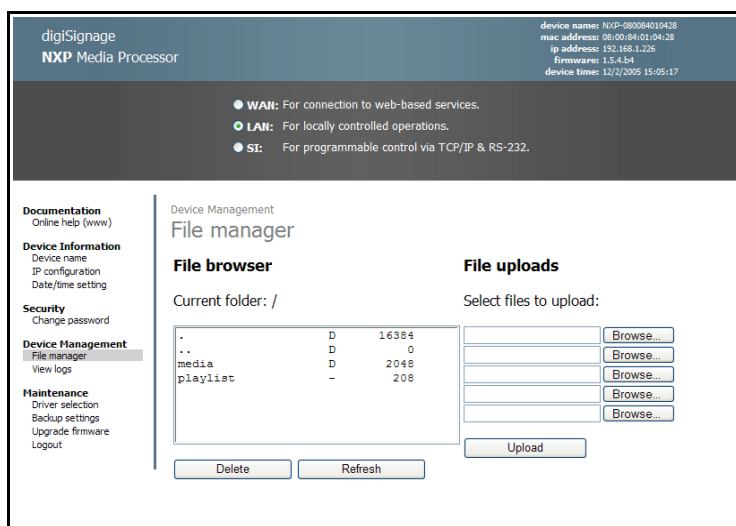 digiSignage
NXP Media Processor
device name: NXP-080084010428
mac address: 08:00:84:01:04:28
ip address: 192.168.1.226
firmware: 1.5.4.b4
device time: 12/2/2005 15:05:17
WAN: For connection to web-based services.
LAN: For locally controlled operations.
SI: For programmable control via TCP/IP & RS-232.
Documentation
Online help (www)
Device Information
Device name
IP configuration
Date/time setting
Security
Change password
Device Management
File manager
View logs
Maintenance
Driver selection
Backup settings
Upgrade firmware
Logout
Device Management
File manager
File browser
Current folder: /
. D 16384
.. D 0
media D 2048
playlist - 208
Delete Refresh
File uploads
Select files to upload:
Browse...
Browse...
Browse...
Browse...
Browse...
Upload